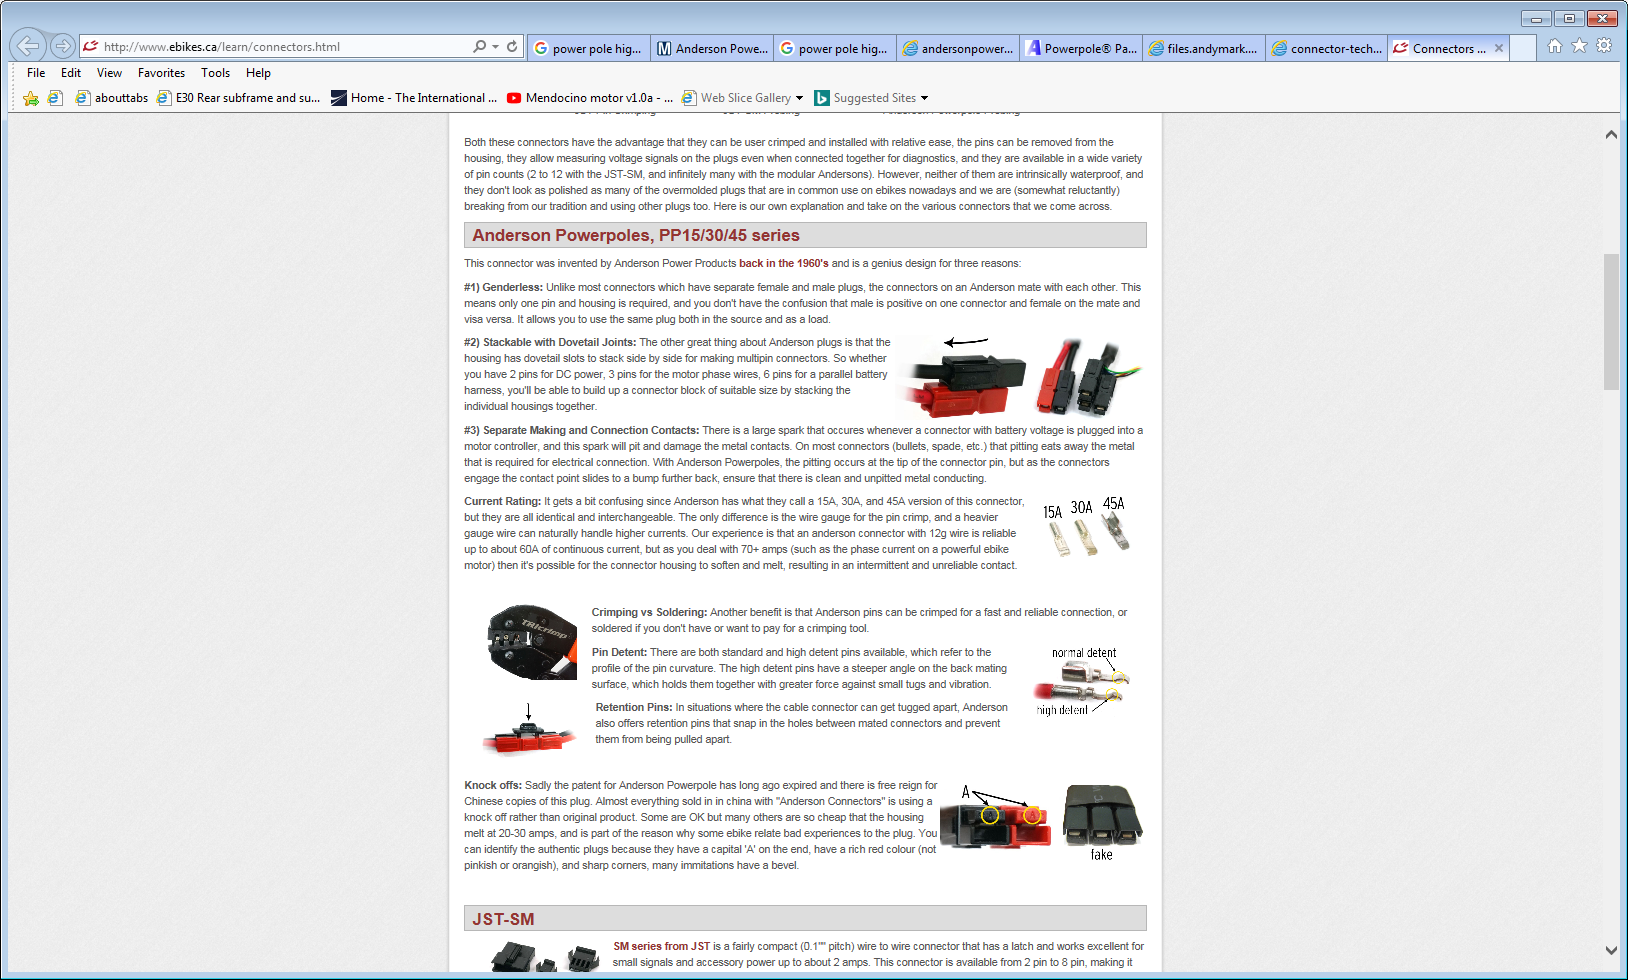 http://www.ebikes.ca/learn/connectors.html
power pole hig...
Anderson Powe...
power pole hig...
andersonpower...
Powerpole® Pa...
files.andymark....
connector-tech...
Connectors ...
File Edit View Favorites Tools Help
abouttabs
E30 Rear subframe and su...
Home - The International ...
Mendocino motor v1.0a - ...
Web Slice Gallery
Suggested Sites
Both these connectors have the advantage that they can be user crimped and installed with relative ease, the pins can be removed from the
housing, they allow measuring voltage signals on the plugs even when connected together for diagnostics, and they are available in a wide variety
of pin counts (2 to 12 with the JST-SM, and infinitely many with the modular Andersons). However, neither of them are intrinsically waterproof, and
they don't look as polished as many of the overmolded plugs that are in common use on ebikes nowadays and we are (somewhat reluctantly)
breaking from our tradition and using other plugs too. Here is our own explanation and take on the various connectors that we come across.
Anderson Powerpoles, PP15/30/45 series
This connector was invented by Anderson Power Products back in the 1960's and is a genius design for three reasons:
#1) Genderless: Unlike most connectors which have separate female and male plugs, the connectors on an Anderson mate with each other. This
means only one pin and housing is required, and you don't have the confusion that male is positive on one connector and female on the mate and
visa versa. It allows you to use the same plug both in the source and as a load.
#2) Stackable with Dovetail Joints: The other great thing about Anderson plugs is that the
housing has dovetail slots to stack side by side for making multipin connectors. So whether
you have 2 pins for DC power, 3 pins for the motor phase wires, 6 pins for a parallel battery
harness, you'll be able to build up a connector block of suitable size by stacking the
individual housings together.
#3) Separate Making and Connection Contacts: There is a large spark that occures whenever a connector with battery voltage is plugged into a
motor controller, and this spark will pit and damage the metal contacts. On most connectors (bullets, spade, etc.) that pitting eats away the metal
that is required for electrical connection. With Anderson Powerpoles, the pitting occurs at the tip of the connector pin, but as the connectors
engage the contact point slides to a bump further back, ensure that there is clean and unpitted metal conducting.
Current Rating: It gets a bit confusing since Anderson has what they call a 15A, 30A, and 45A version of this connector,
but they are all identical and interchangeable. The only difference is the wire gauge for the pin crimp, and a heavier
gauge wire can naturally handle higher currents. Our experience is that an anderson connector with 12g wire is reliable
up to about 60A of continuous current, but as you deal with 70+ amps (such as the phase current on a powerful ebike
motor) then it's possible for the connector housing to soften and melt, resulting in an intermittent and unreliable contact.
15A 30A 45A
TRIcrimp
Crimping vs Soldering: Another benefit is that Anderson pins can be crimped for a fast and reliable connection, or
soldered if you don't have or want to pay for a crimping tool.
Pin Detent: There are both standard and high detent pins available, which refer to the
profile of the pin curvature. The high detent pins have a steeper angle on the back mating
surface, which holds them together with greater force against small tugs and vibration.
normal detent
high detent
Retention Pins: In situations where the cable connector can get tugged apart, Anderson
also offers retention pins that snap in the holes between mated connectors and prevent
them from being pulled apart.
Knock offs: Sadly the patent for Anderson Powerpole has long ago expired and there is free reign for
Chinese copies of this plug. Almost everything sold in in china with "Anderson Connectors" is using a
knock off rather than original product. Some are OK but many others are so cheap that the housing
melt at 20-30 amps, and is part of the reason why some ebike relate bad experiences to the plug. You
can identify the authentic plugs because they have a capital 'A' on the end, have a rich red colour (not
pinkish or orangish), and sharp corners, many immitations have a bevel.
A
fake
JST-SM
SM series from JST is a fairly compact (0.1"" pitch) wire to wire connector that has a latch and works excellent for
small signals and accessory power up to about 2 amps. This connector is available from 2 pin to 8 pin, making it